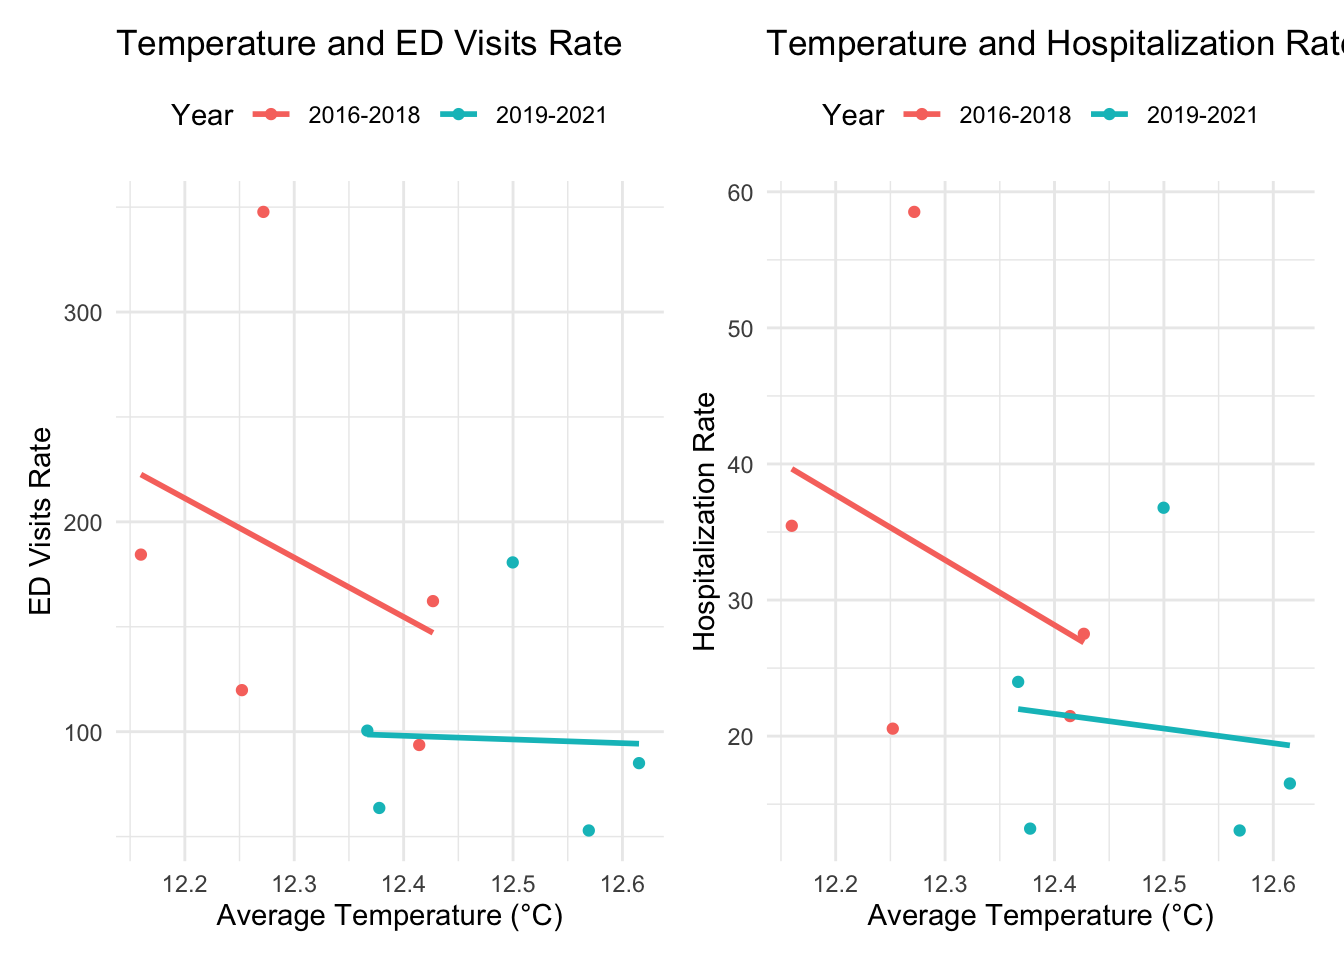 Temperature and ED Visits Rate
Year 2016-2018 2019-2021
300
200
100
ED Visits Rate
12.2 12.3 12.4 12.5 12.6
Average Temperature (°C)
Temperature and Hospitalization Rate
Year 2016-2018 2019-2021
60
50
40
30
20
Hospitalization Rate
12.2 12.3 12.4 12.5 12.6
Average Temperature (°C)